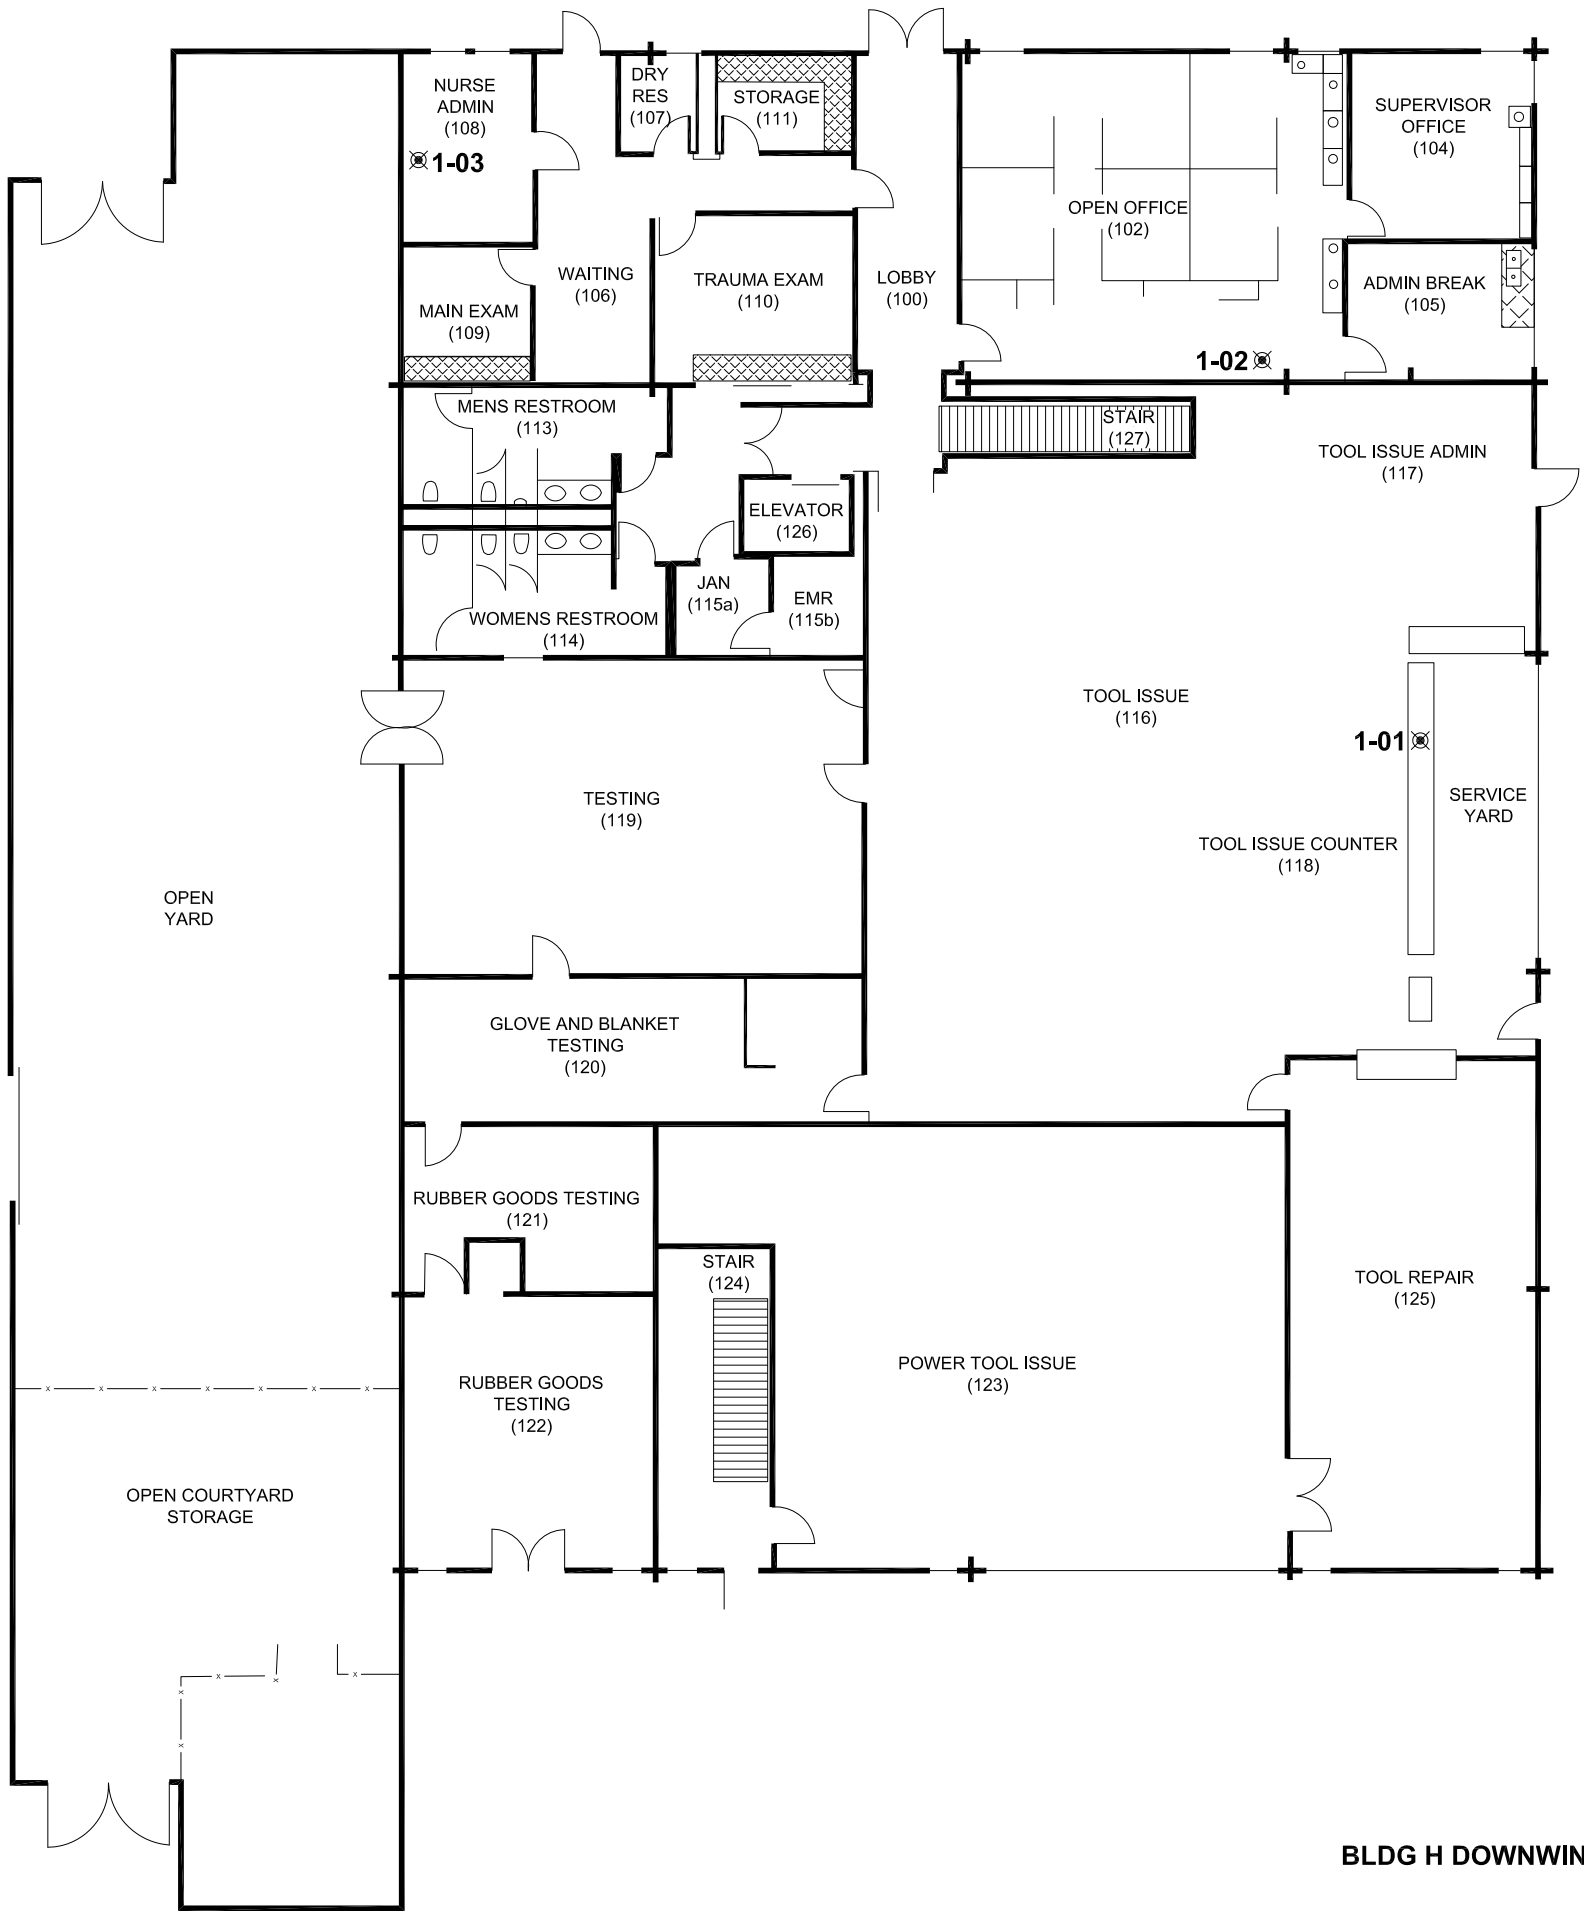 NURSE
ADMIN
(108)
1-03
DRY
RES
(107)
STORAGE
(111)
SUPERVISOR
OFFICE
(104)
OPEN OFFICE
(102)
WAITING
(106)
TRAUMA EXAM
(110)
LOBBY
(100)
ADMIN BREAK
(105)
MAIN EXAM
(109)
1-02
MENS RESTROOM
(113)
STAIR
(127)
TOOL ISSUE ADMIN
(117)
ELEVATOR
(126)
JAN
(115a)
EMR
(115b)
WOMENS RESTROOM
(114)
TOOL ISSUE
(116)
1-01
TESTING
(119)
SERVICE
YARD
TOOL ISSUE COUNTER
(118)
OPEN
YARD
GLOVE AND BLANKET
TESTING
(120)
RUBBER GOODS TESTING
(121)
STAIR
(124)
TOOL REPAIR
(125)
POWER TOOL ISSUE
(123)
RUBBER GOODS
TESTING
(122)
OPEN COURTYARD
STORAGE
BLDG H DOWNWIN